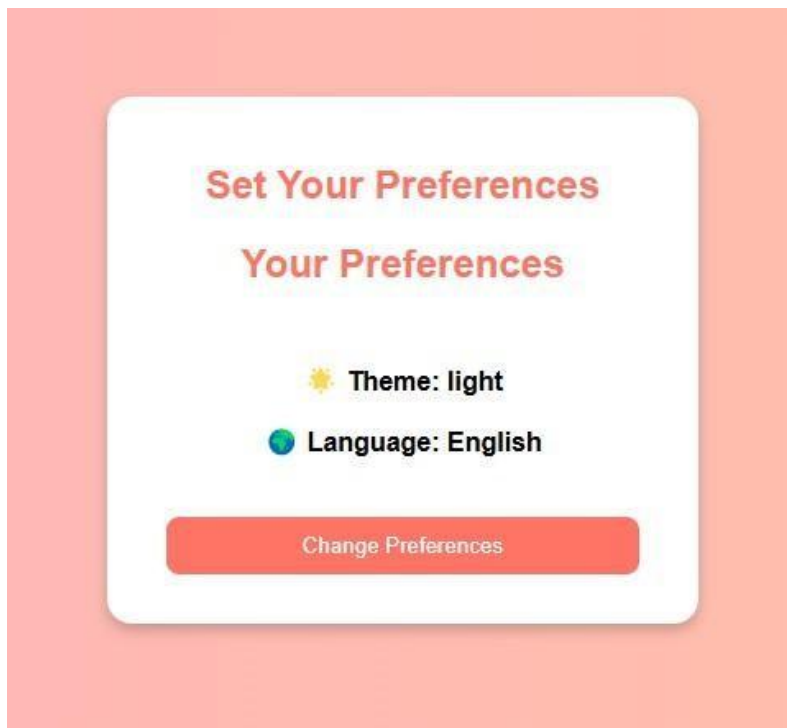 Set Your Preferences
Your Preferences
🌟 Theme: light
🌍 Language: English
Change Preferences